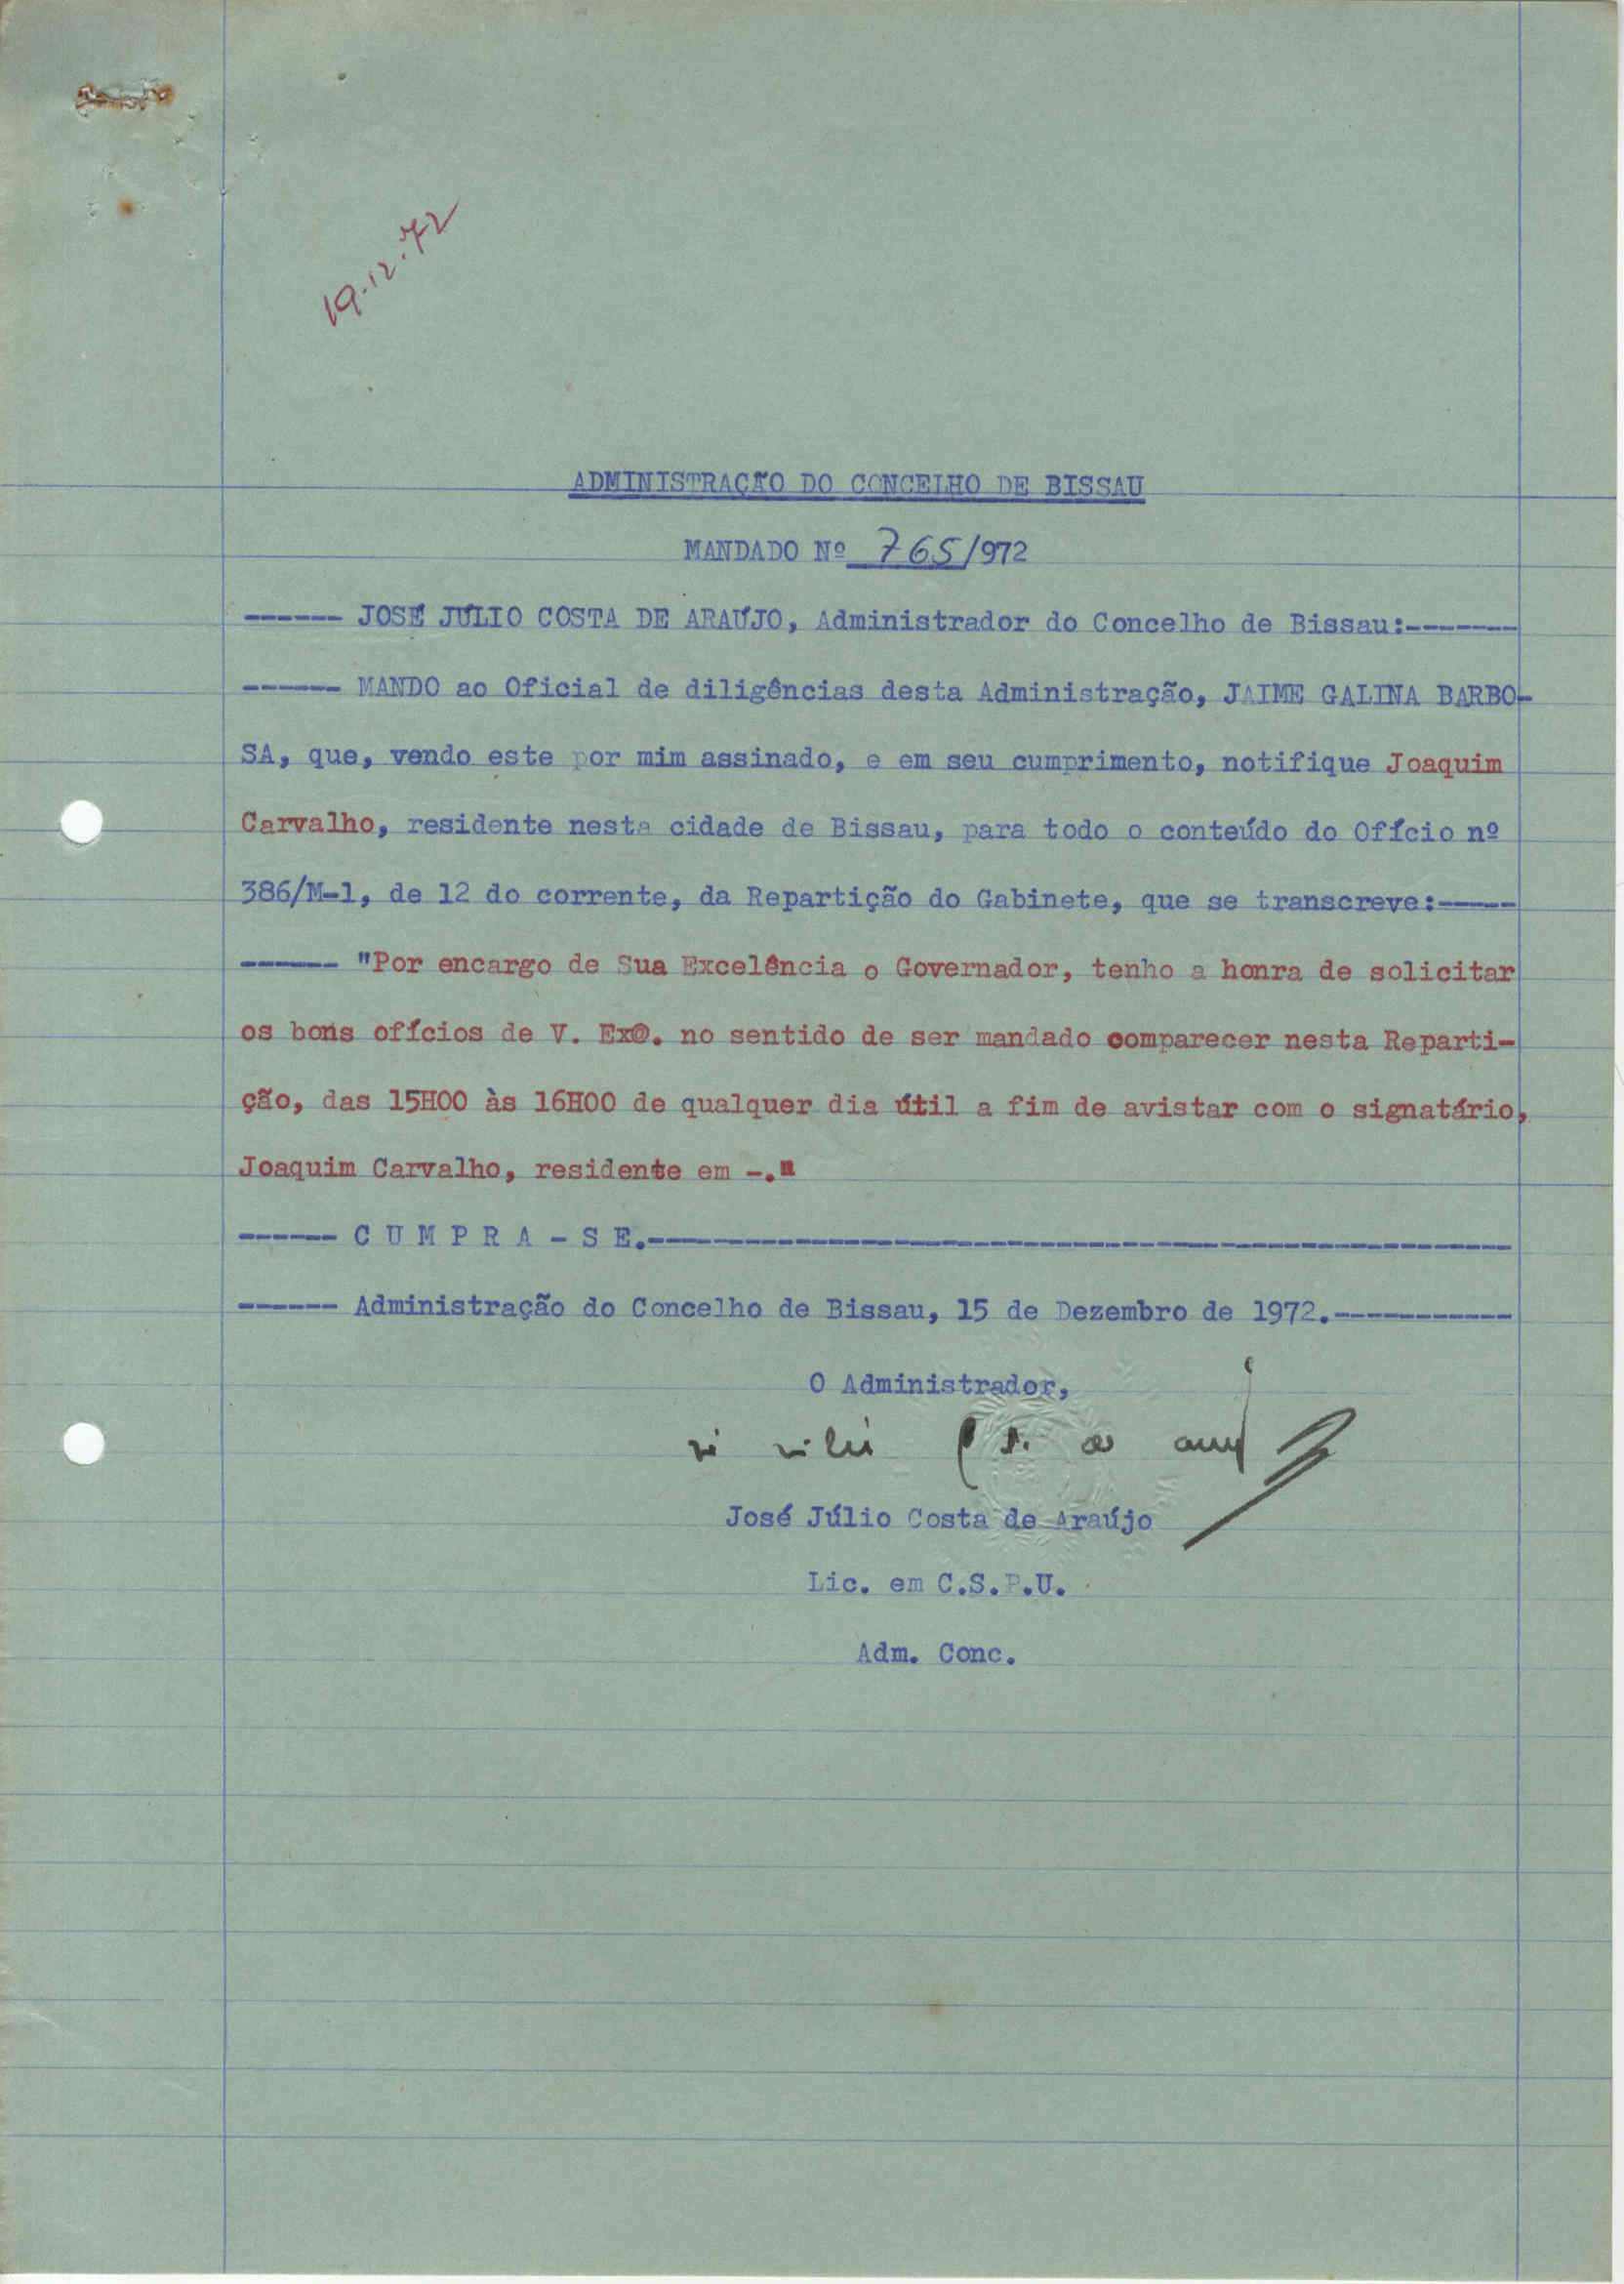 19.12.72
ADMINISTRAÇÃO DO CONCELHO DE BISSAU
MANDADO Nº 765/972
------ JOSÉ JÚLIO COSTA DE ARAÚJO, Administrador do Concelho de Bissau:-------
------ MANDO ao Oficial de diligências desta Administração, JAIME GALINA BARBO-
SA, que, vendo este por mim assinado, e em seu cumprimento, notifique Joaquim
Carvalho, residente nesta cidade de Bissau, para todo o conteúdo do Ofício nº
386/M-1, de 12 do corrente, da Repartição do Gabinete, que se transcreve:-----
------ "Por encargo de Sua Excelência o Governador, tenho a honra de solicitar
os bons ofícios de V. Ex@. no sentido de ser mandado comparecer nesta Reparti-
ção, das 15H00 às 16H00 de qualquer dia útil a fim de avistar com o signatário,
Joaquim Carvalho, residente em -."
------ C U M P R A - S E.------------------------------------------------------
------ Administração do Concelho de Bissau, 15 de Dezembro de 1972.-----------
O Administrador,
José Júlio Costa de Araújo
Lic. em C.S.P.U.
Adm. Conc.